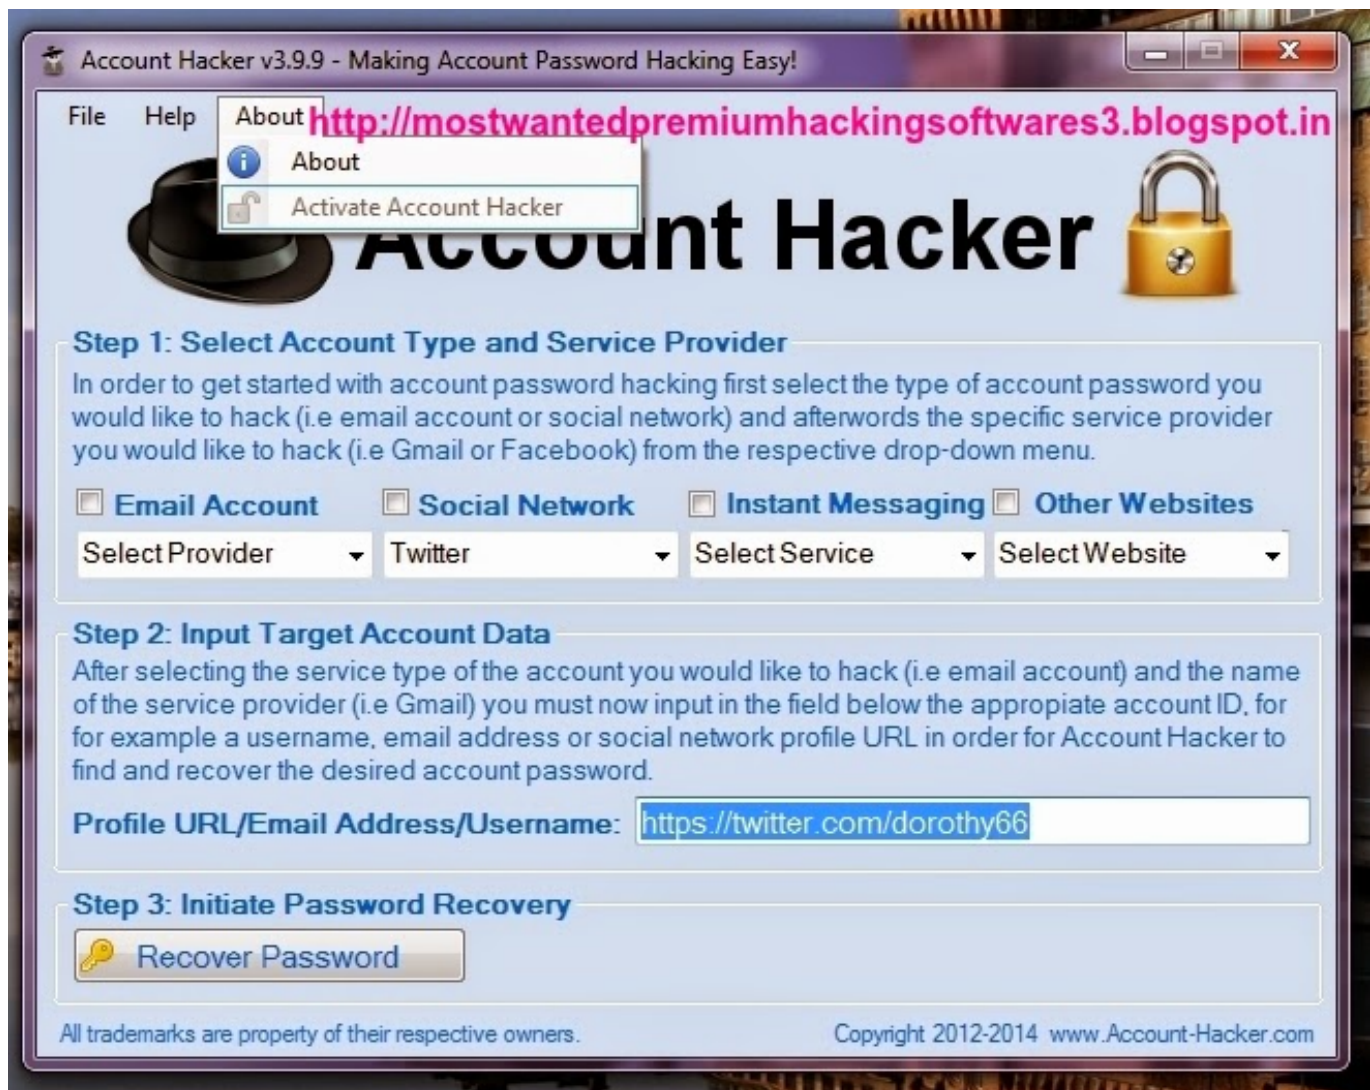 Account Hacker v3.9.9 - Making Account Password Hacking Easy!
File Help About
http://mostwantedpremiumhackingsoftwares3.blogspot.in
About
Activate Account Hacker
Account Hacker
Step 1: Select Account Type and Service Provider
In order to get started with account password hacking first select the type of account password you
would like to hack (i.e email account or social network) and afterwords the specific service provider
you would like to hack (i.e Gmail or Facebook) from the respective drop-down menu.
Email Account Social Network Instant Messaging Other Websites
Select Provider Twitter Select Service Select Website
Step 2: Input Target Account Data
After selecting the service type of the account you would like to hack (i.e email account) and the name
of the service provider (i.e Gmail) you must now input in the field below the appropiate account ID, for
for example a username, email address or social network profile URL in order for Account Hacker to
find and recover the desired account password.
Profile URL/Email Address/Username: https://twitter.com/dorothy66
Step 3: Initiate Password Recovery
Recover Password
All trademarks are property of their respective owners. Copyright 2012-2014 www.Account-Hacker.com